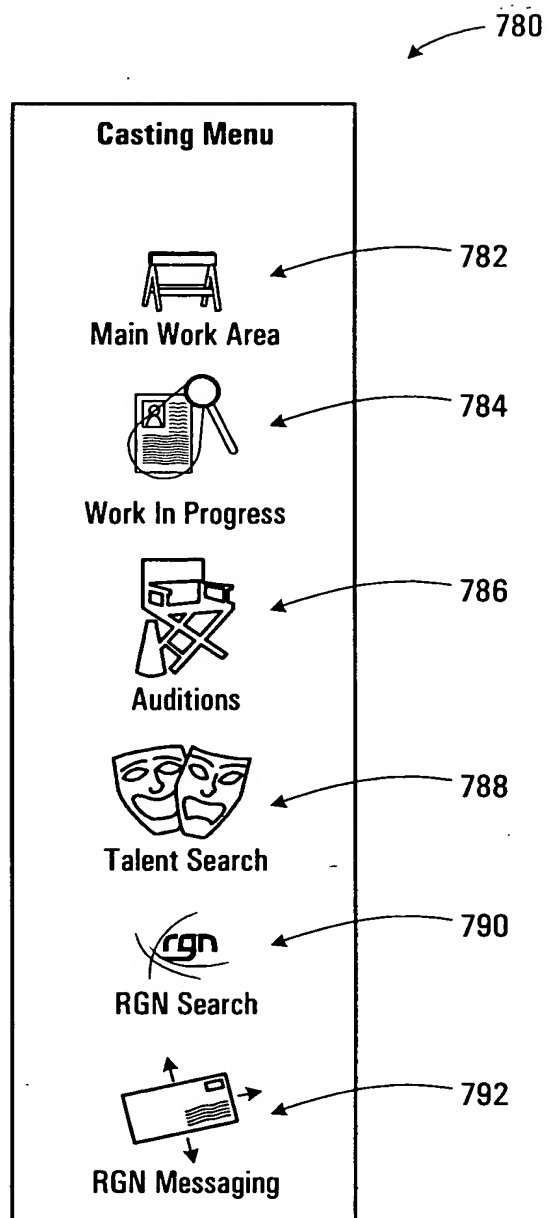 780
Casting Menu
782
Main Work Area
784
Work In Progress
786
Auditions
788
Talent Search
rgn
790
RGN Search
792
RGN Messaging